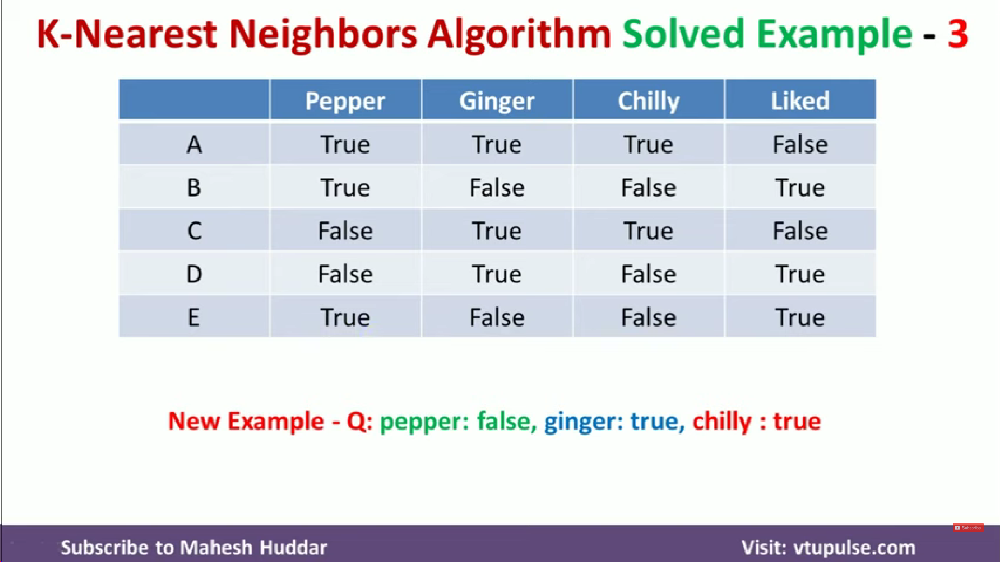 K-Nearest Neighbors Algorithm Solved Example - 3
Pepper Ginger Chilly Liked
A True True True False
B True False False True
C False True True False
D False True False True
E True False False True
New Example - Q: pepper: false, ginger: true, chilly : true
Subscribe
Subscribe to Mahesh Huddar Visit: vtupulse.com